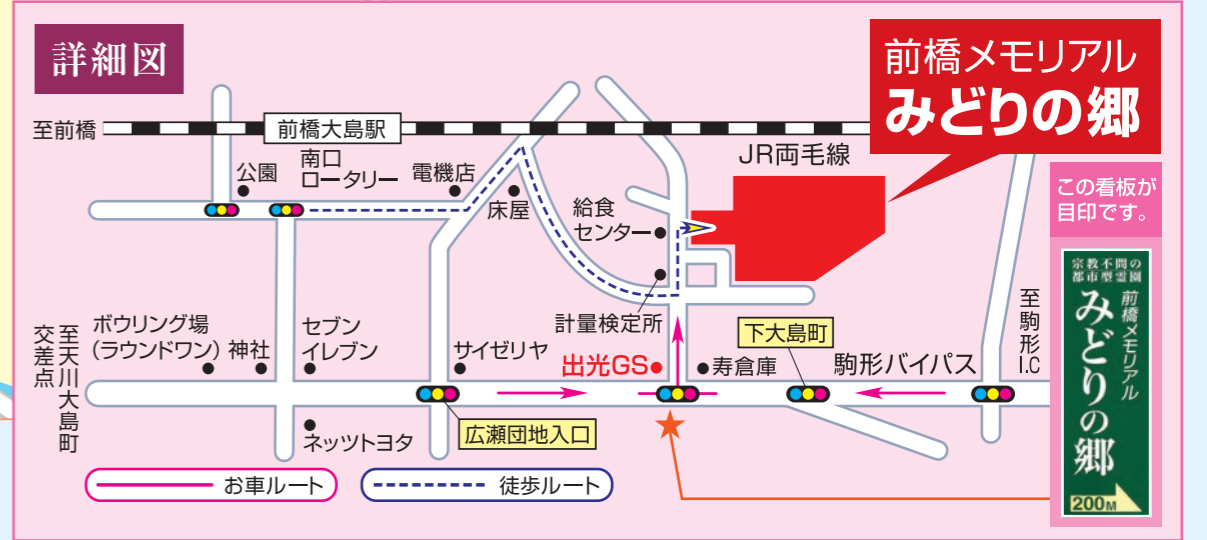 詳細図
前橋メモリアル
みどりの郷
至前橋
前橋大島駅
JR両毛線
公園
南口
ロータリー
電機店
床屋
給食
センター
この看板が
目印です。
宗教不問の
都市型霊園
前橋メモリアル
みどりの郷
200M
計量検定所
至駒形I.C
至天川大島町
交差点
ボウリング場
(ラウンドワン)
神社
セブン
イレブン
サイゼリヤ
出光GS
寿倉庫
下大島町
駒形バイパス
広瀬団地入口
ネッツトヨタ
お車ルート
徒歩ルート